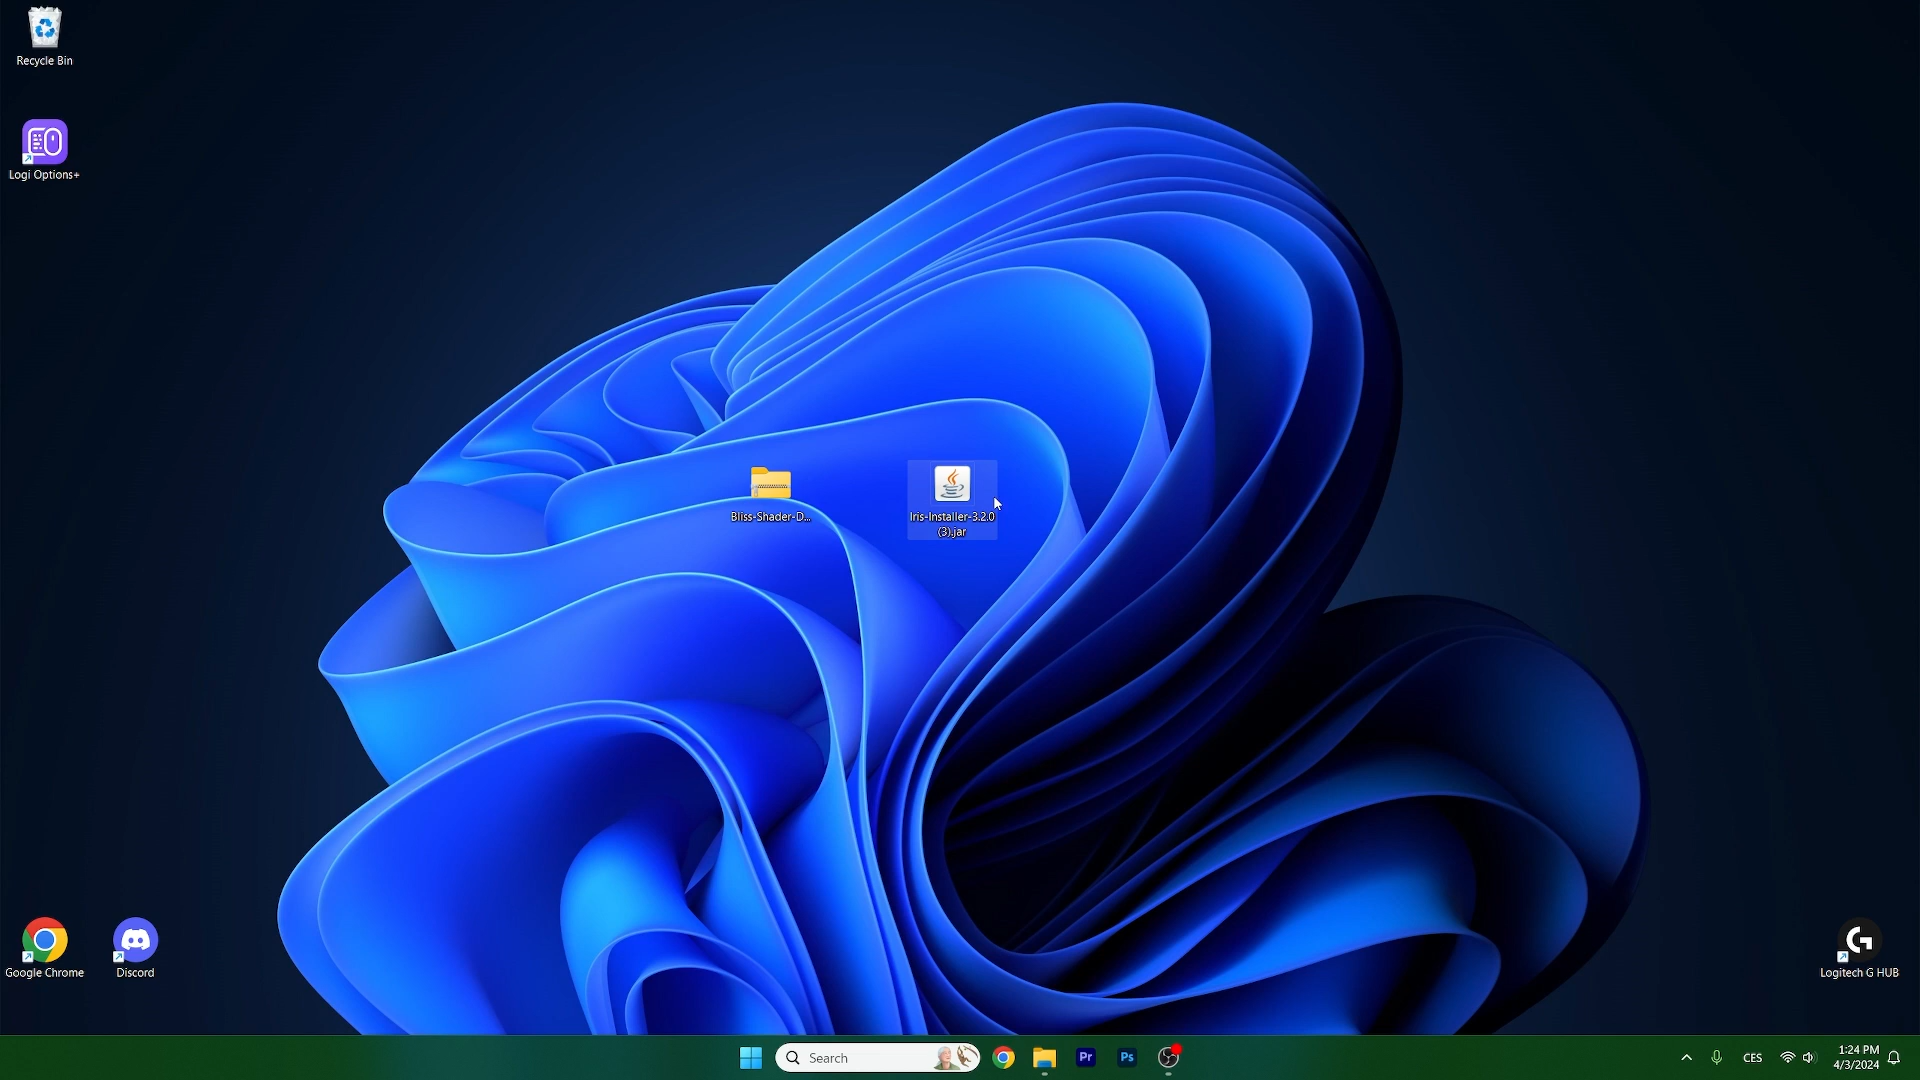 Recycle Bin
Logi Options+
Bliss-Shader-D...
Iris-Installer-3.2.0
(3).jar
Google Chrome
Discord
Logitech G HUB
Search
Pr
Ps
CES
1:24 PM
4/3/2024